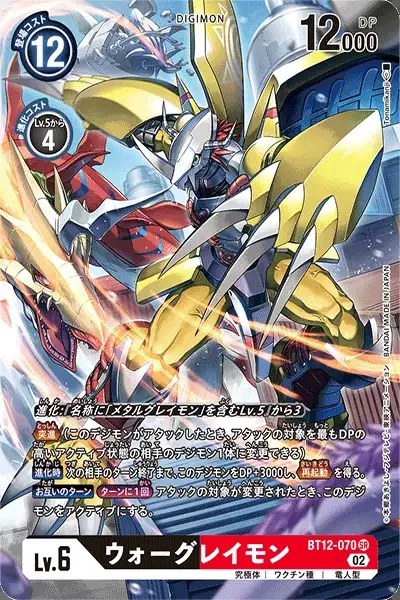 DIGIMON
登場コスト
12
DP
12000
進化コスト
Lv.5から
4
Tonamikanji
BANDAI MADE IN JAPAN
進化:「名称に「メタルグレイモン」を含むLv.5」から3
突進 (このデジモンがアタックしたとき、アタックの対象を最もDPの
高いアクティブ状態の相手のデジモン1体に変更できる)
進化時 次の相手のターン終了まで、このデジモンをDP+3000し、再起動 を得る。
お互いのターン ターンに1回 アタックの対象が変更されたとき、このデジ
モンをアクティブにする。
Lv.6
ウォーグレイモン
BT12-070 SR
02
究極体 | ワクチン種 | 竜人型